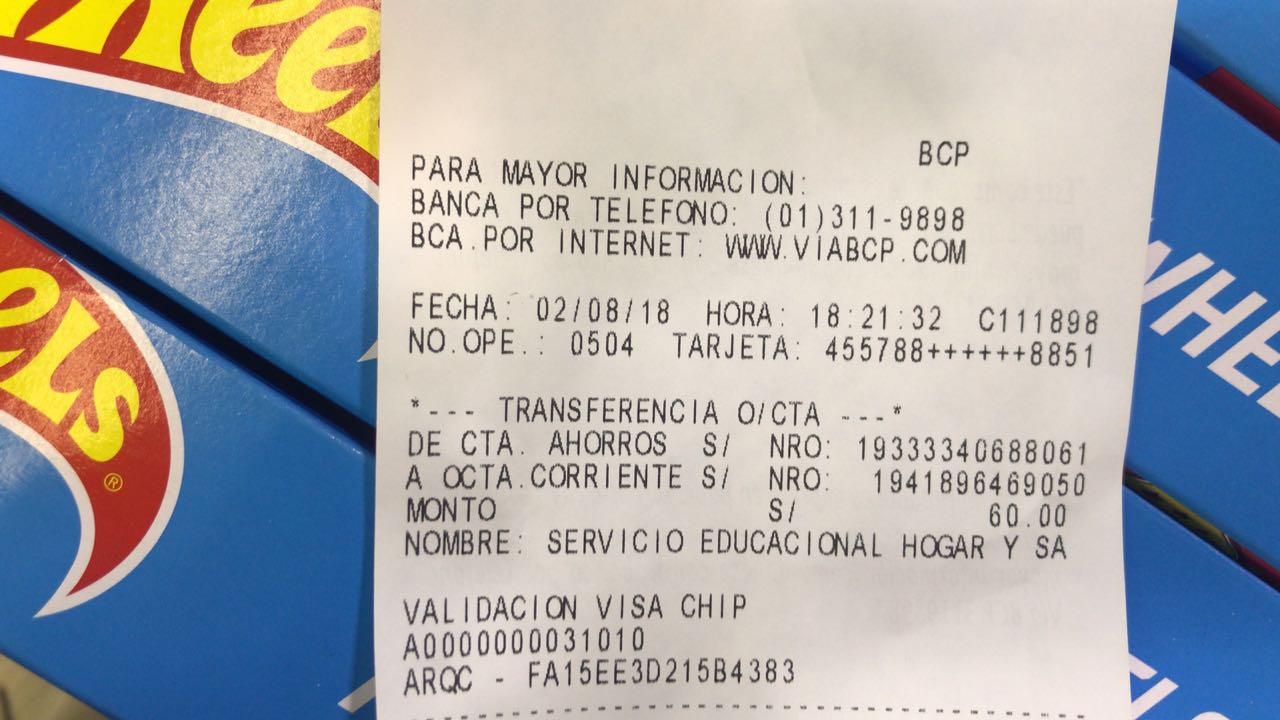 BCP
PARA MAYOR INFORMACION:
BANCA POR TELEFONO: (01)311-9898
BCA.POR INTERNET: WWW.VIABCP.COM
FECHA: 02/08/18 HORA: 18:21:32 C111898
NO.OPE.: 0504 TARJETA: 455788++++++8851
*--- TRANSFERENCIA O/CTA ---*
DE CTA. AHORROS S/ NRO: 19333340688061
A OCTA.CORRIENTE S/ NRO: 1941896469050
MONTO S/ 60.00
NOMBRE: SERVICIO EDUCACIONAL HOGAR Y SA
VALIDACION VISA CHIP
A0000000031010
ARQC - FA15EE3D215B4383